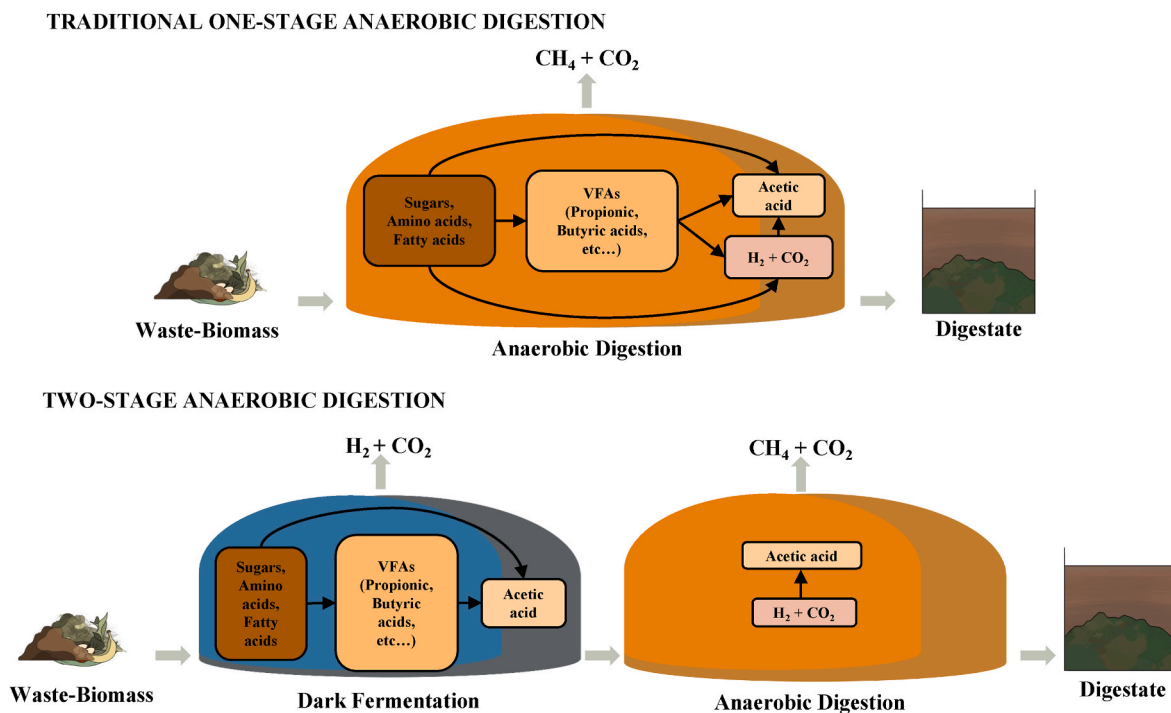 TRADITIONAL ONE-STAGE ANAEROBIC DIGESTION
CH₄ + CO₂
Sugars,
Amino acids,
Fatty acids
VFAs
(Propionic,
Butyric acids,
etc…)
Acetic
acid
H₂ + CO₂
Waste-Biomass
Anaerobic Digestion
Digestate
TWO-STAGE ANAEROBIC DIGESTION
H₂ + CO₂
CH₄ + CO₂
Sugars,
Amino
acids,
Fatty
acids
VFAs
(Propionic,
Butyric
acids,
etc…)
Acetic
acid
Acetic acid
H₂ + CO₂
Waste-Biomass
Dark Fermentation
Anaerobic Digestion
Digestate